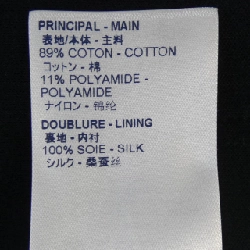 PRINCIPAL - MAIN
表地/本体 - 主料
89% COTON - COTTON
コットン - 棉
11% POLYAMIDE -
POLYAMIDE
ナイロン - 锦纶
DOUBLURE - LINING
裏地 - 内衬
100% SOIE - SILK
シルク - 桑蚕丝